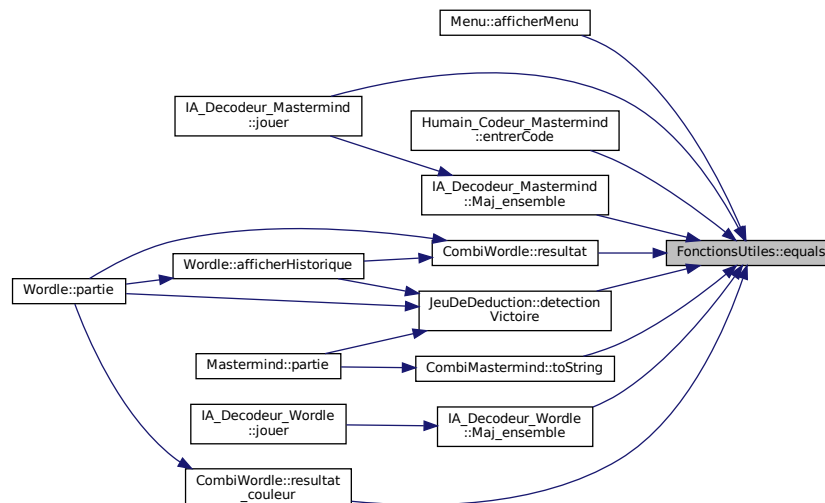 Menu::afficherMenu
IA_Decodeur_Mastermind
::jouer
Humain_Codeur_Mastermind
::entrerCode
IA_Decodeur_Mastermind
::Maj_ensemble
FonctionsUtiles::equals
CombiWordle::resultat
Wordle::afficherHistorique
Wordle::partie
JeuDeDeduction::detection
Victoire
Mastermind::partie
CombiMastermind::toString
IA_Decodeur_Wordle
::jouer
IA_Decodeur_Wordle
::Maj_ensemble
CombiWordle::resultat
_couleur